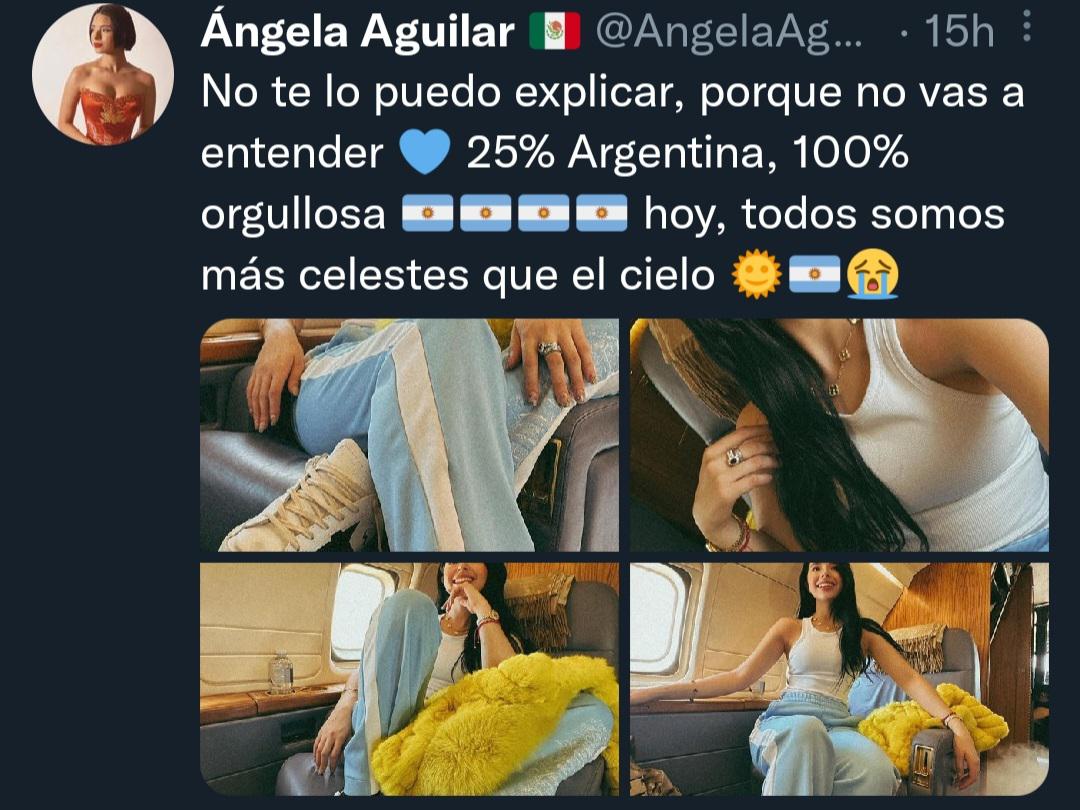 Ángela Aguilar 🇲🇽 @AngelaAg... · 15h
No te lo puedo explicar, porque no vas a
entender 💙 25% Argentina, 100%
orgullosa 🇦🇷🇦🇷🇦🇷🇦🇷 hoy, todos somos
más celestes que el cielo 🌞🇦🇷😭